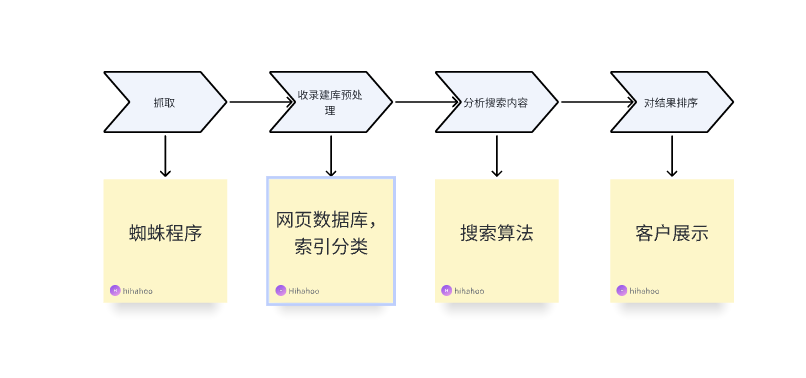 抓取
收录建库预处
理
分析搜索内容
对结果排序
蜘蛛程序
网页数据库，
索引分类
搜索算法
客户展示
hihahoo
Hihahoo
hihahoo
hihahoo